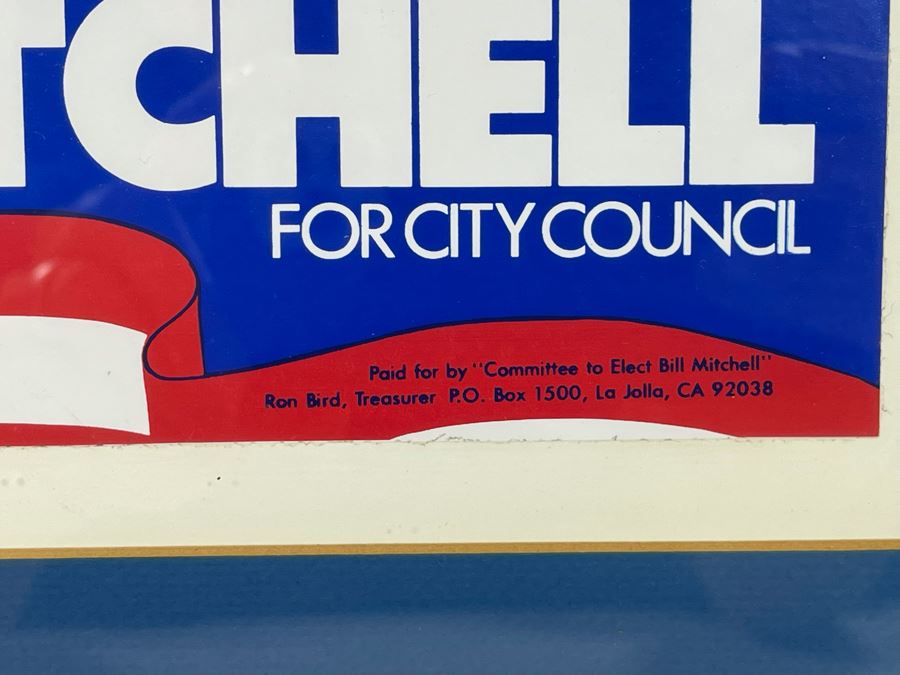 TCHELL
FOR CITY COUNCIL
Paid for by "Committee to Elect Bill Mitchell"
Ron Bird, Treasurer P.O. Box 1500, La Jolla, CA 92038